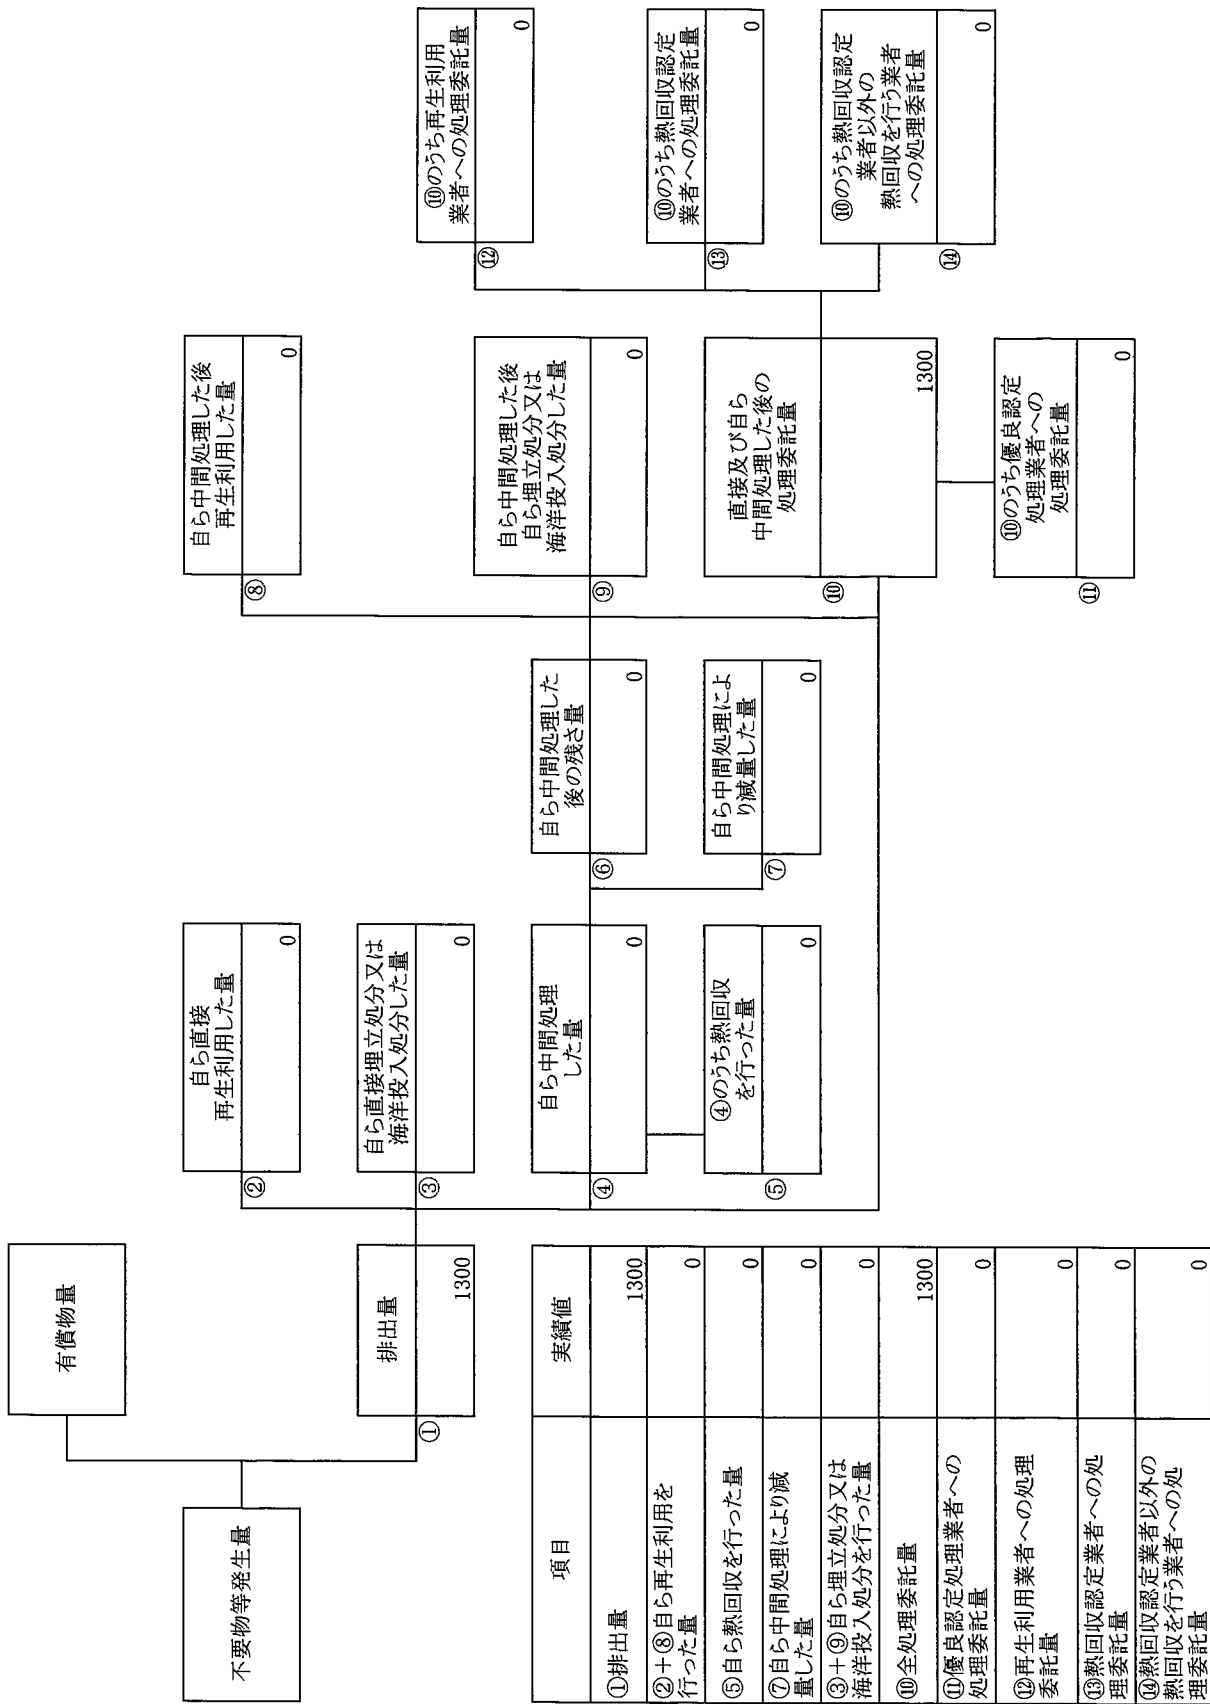 不要物等発生量
有償物量
排出量
①
1300
②
自ら直接
再生利用した量
0
③
自ら直接埋立処分又は
海洋投入処分した量
0
④
自ら中間処理
した量
0
⑤
④のうち熱回収
を行った量
0
⑥
自ら中間処理した
後の残さ量
0
⑦
自ら中間処理によ
り減量した量
0
⑧
自ら中間処理した後
再生利用した量
0
⑨
自ら中間処理した後
自ら埋立処分又は
海洋投入処分した量
0
⑩
直接及び自ら
中間処理した後の
処理委託量
1300
⑪
⑩のうち優良認定
処理業者への
処理委託量
0
⑫
⑩のうち再生利用
業者への処理委託量
0
⑬
⑩のうち熱回収認定
業者への処理委託量
0
⑭
⑩のうち熱回収認定
業者以外の
熱回収を行う業者
への処理委託量
0
項目 実績値
①排出量 1300
②+⑧自ら再生利用を
行った量 0
⑤自ら熱回収を行った量 0
⑦自ら中間処理により減
量した量 0
③+⑨自ら埋立処分又は
海洋投入処分を行った量 0
⑩全処理委託量 1300
⑪優良認定処理業者への
処理委託量 0
⑫再生利用業者への処理
委託量 0
⑬熱回収認定業者への処
理委託量 0
⑭熱回収認定業者以外の
熱回収を行う業者への処
理委託量 0